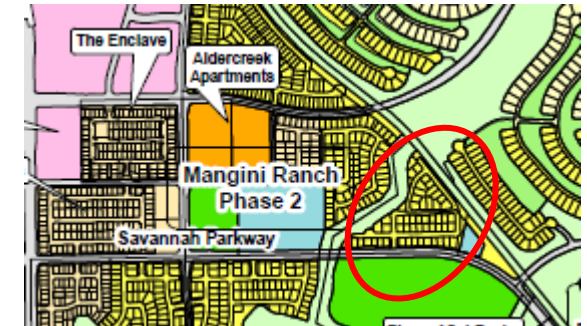 The Enclave
Aldercreek
Apartments
Mangini Ranch
Phase 2
Savannah Parkway